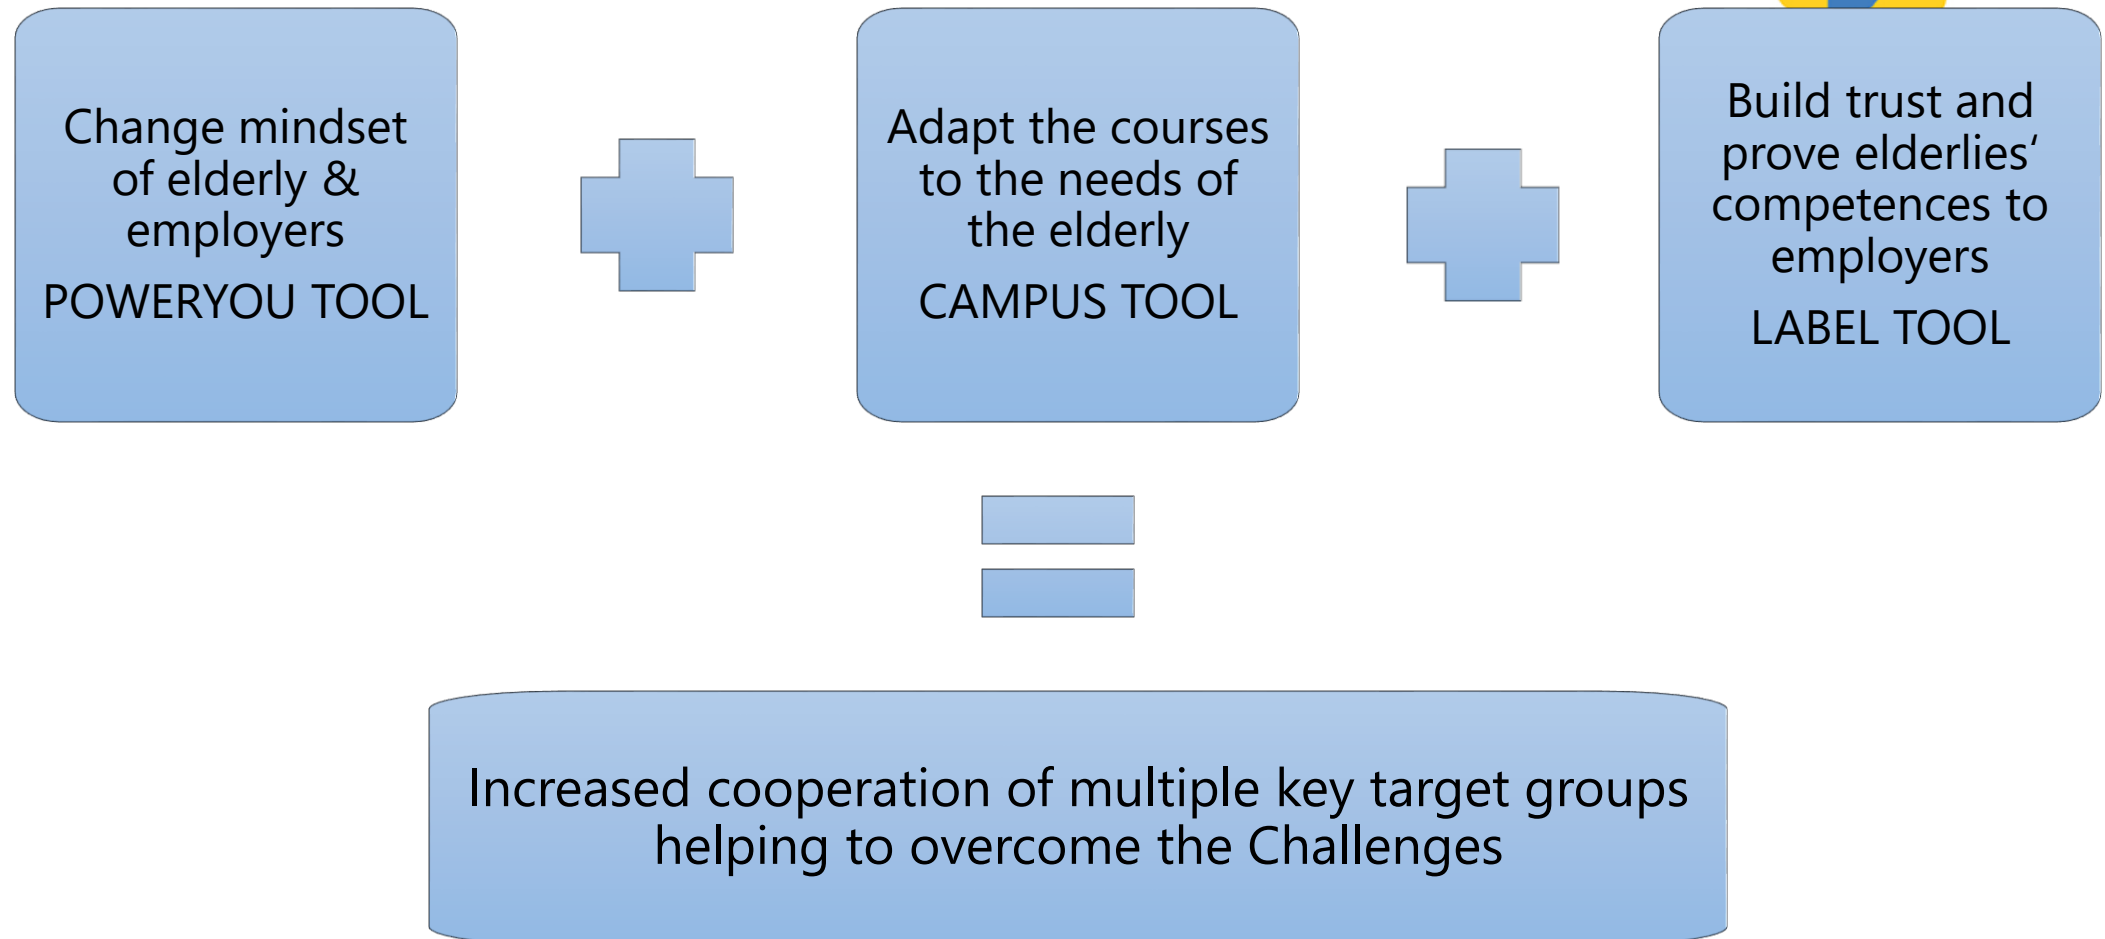 Change mindset
of elderly &
employers
POWERYOU TOOL
Adapt the courses
to the needs of
the elderly
CAMPUS TOOL
Build trust and
prove elderlies‘
competences to
employers
LABEL TOOL
Increased cooperation of multiple key target groups
helping to overcome the Challenges